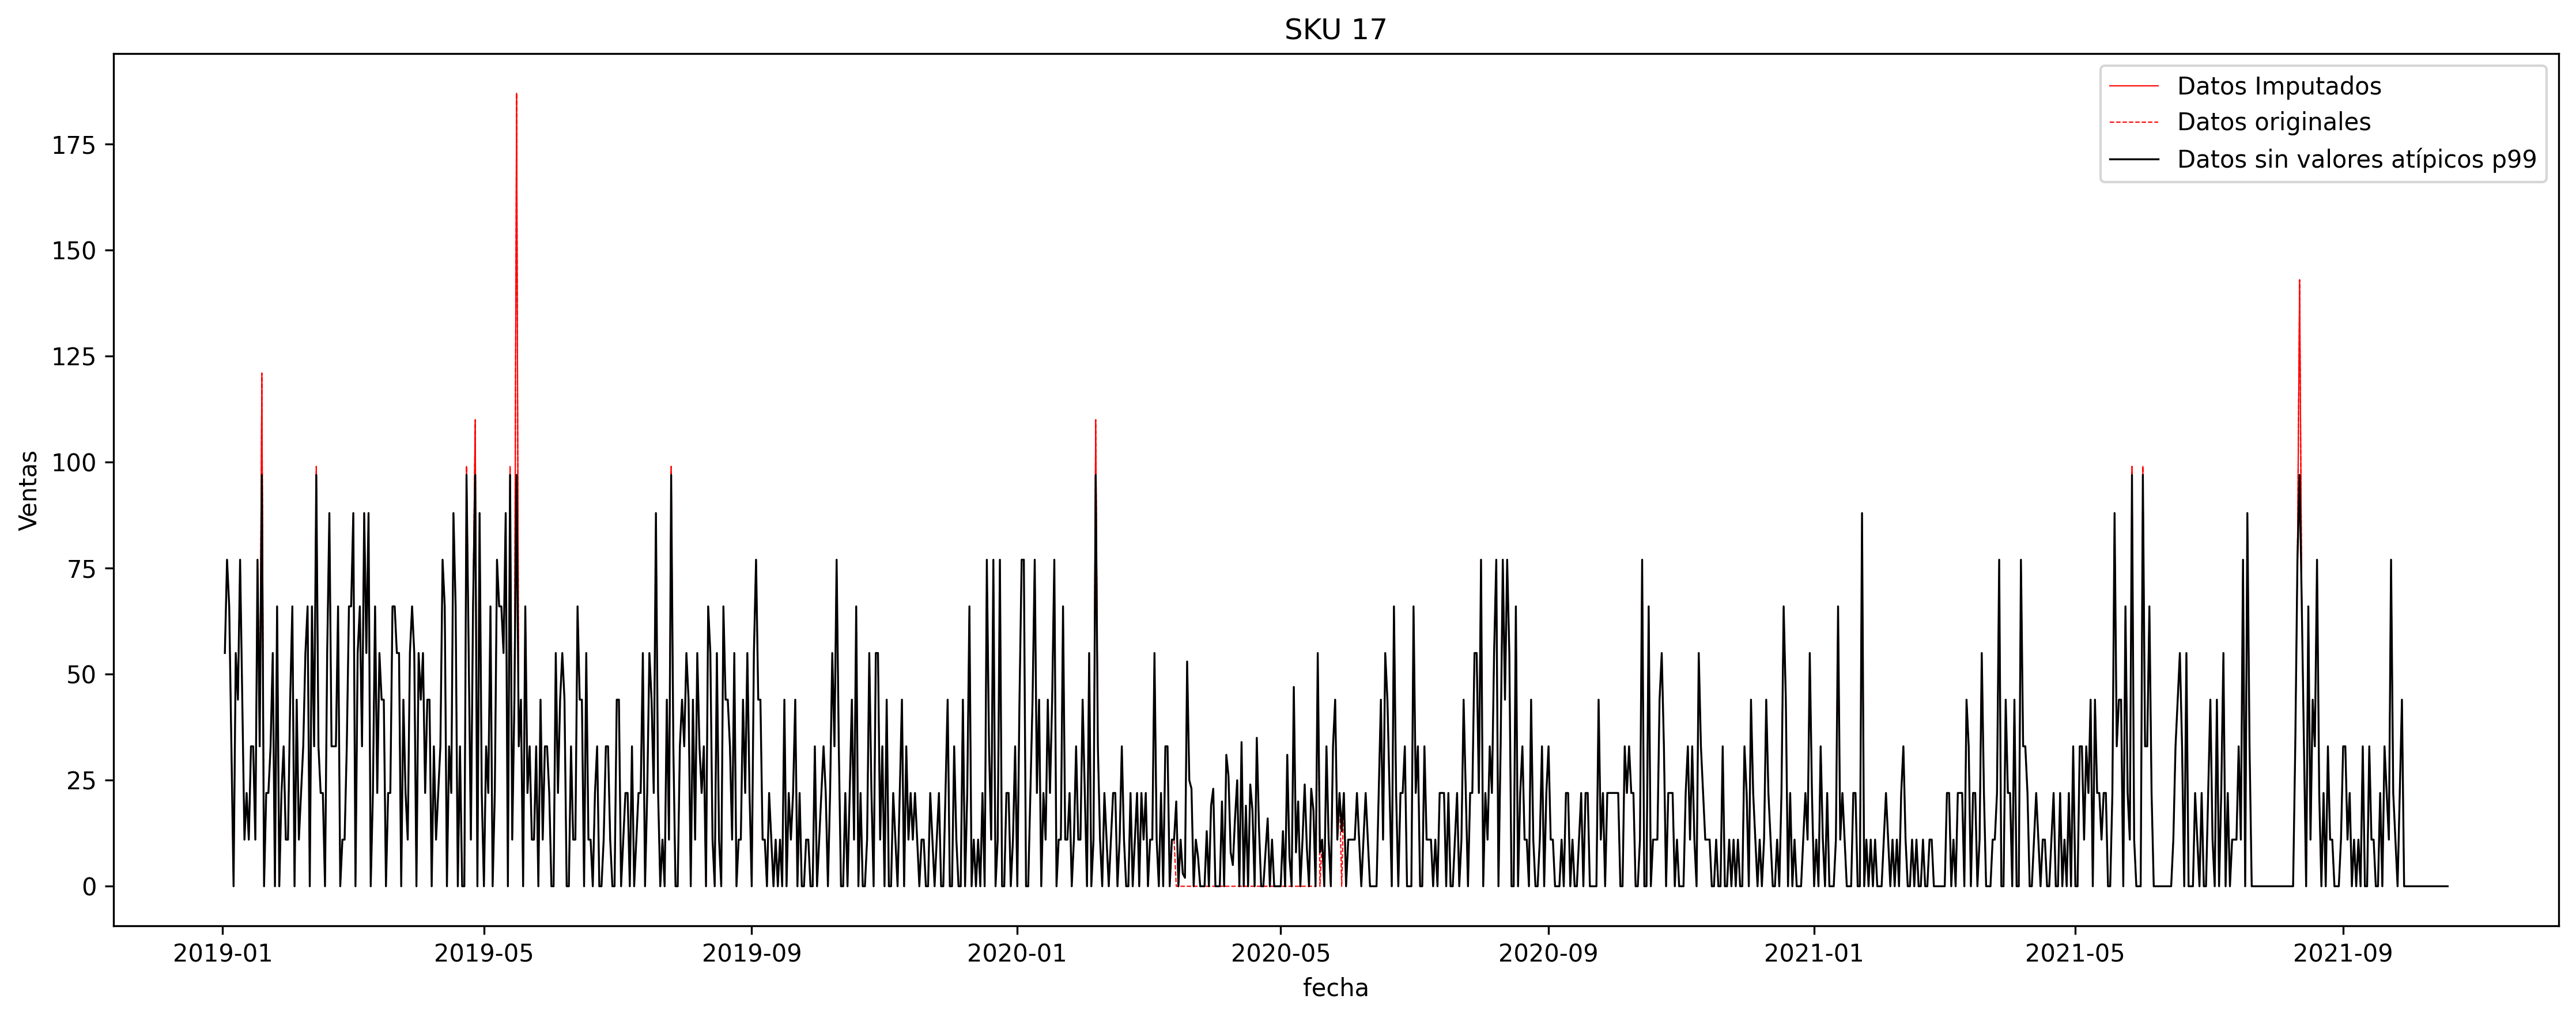 SKU 17
Datos Imputados
Datos originales
Datos sin valores atípicos p99
Ventas
175
150
125
100
75
50
25
0
2019-01
2019-05
2019-09
2020-01
2020-05
2020-09
2021-01
2021-05
2021-09
fecha